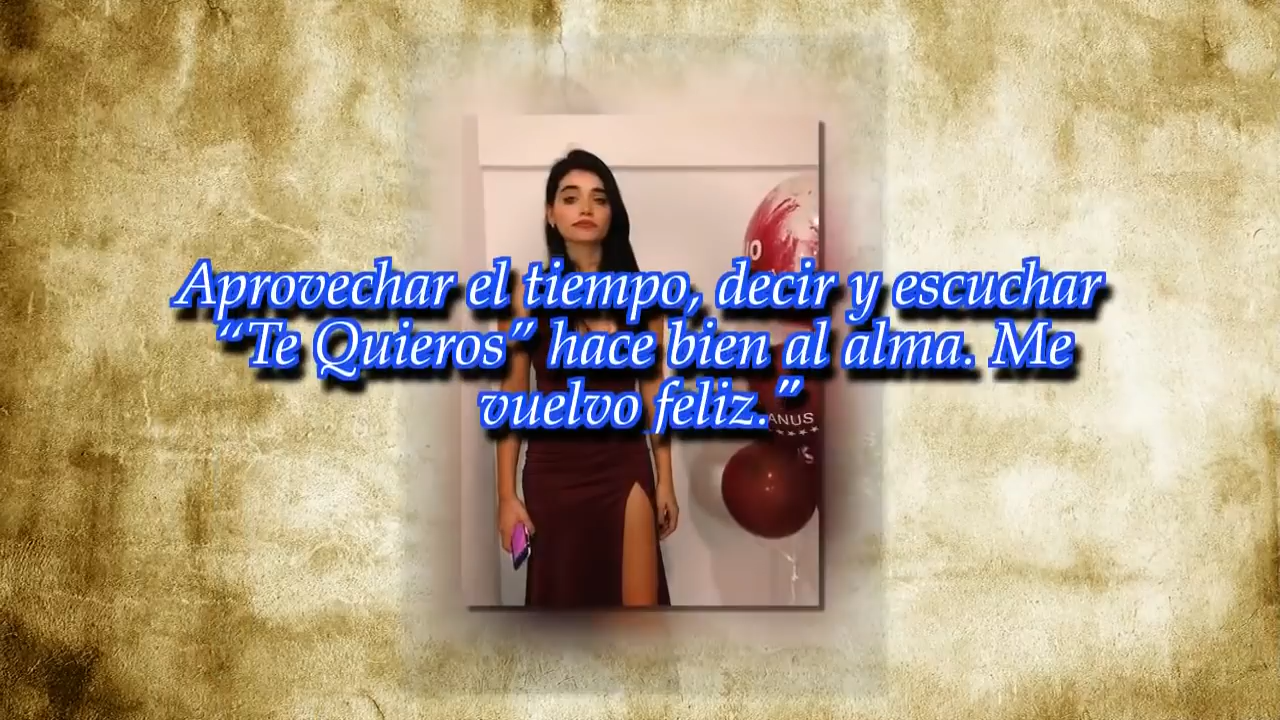 Aprovechar el tiempo, decir y escuchar
“Te Quieros” hace bien al alma. Me
vuelvo feliz.”